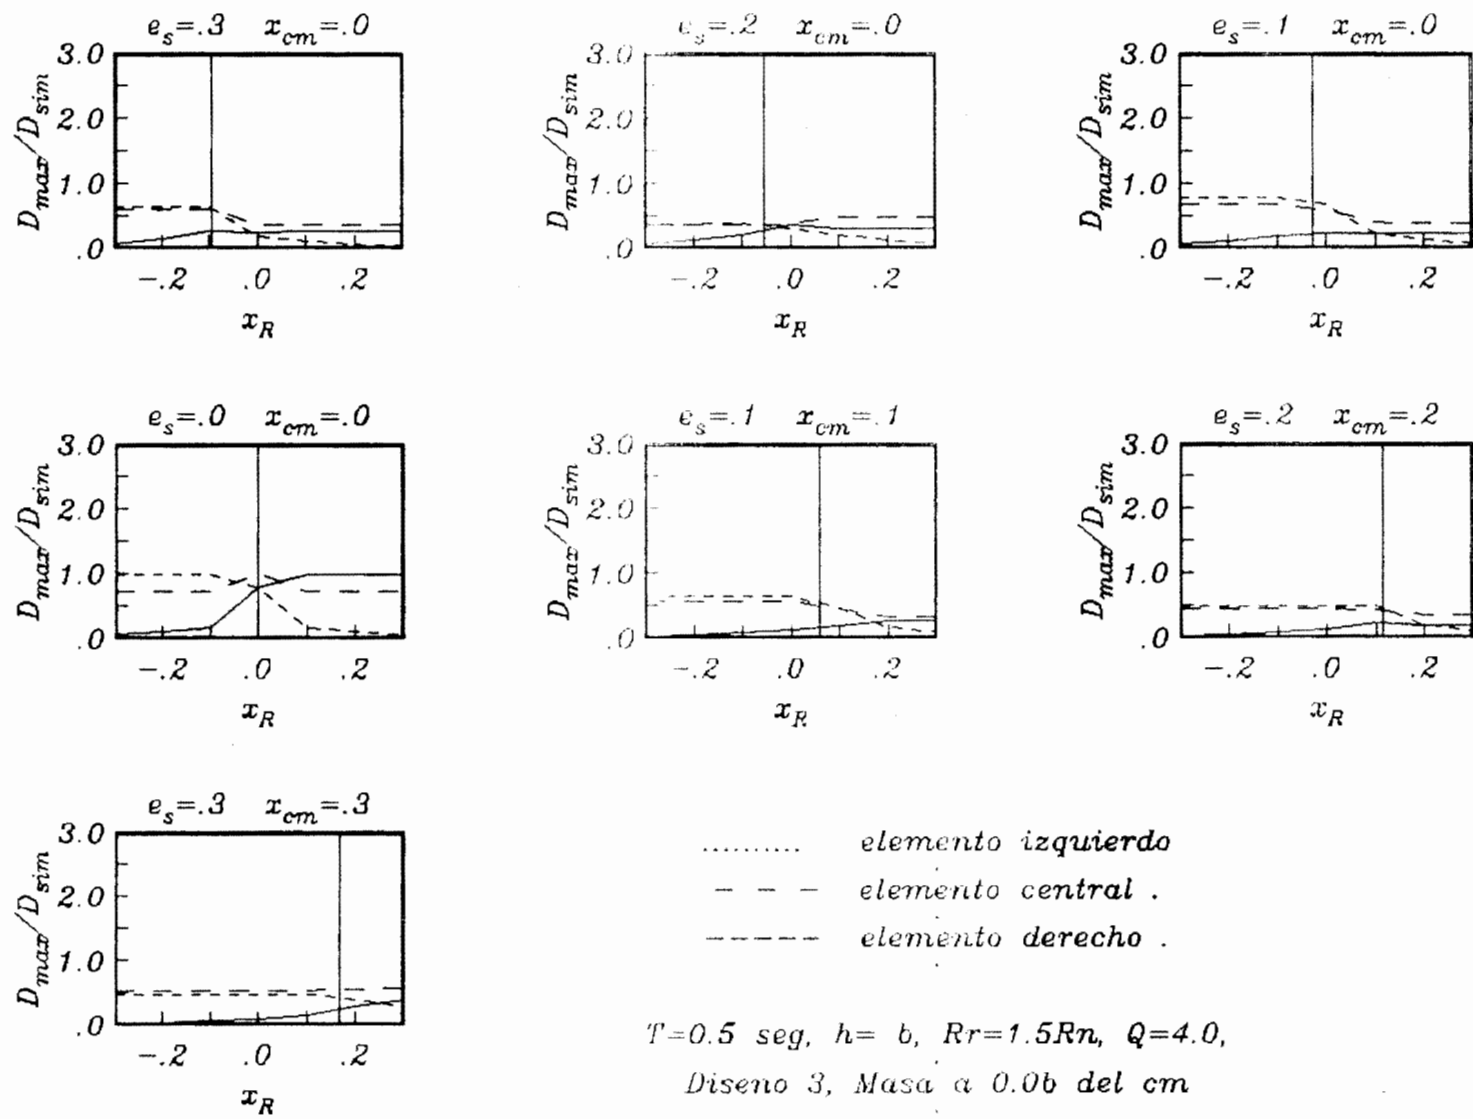 e_s=.3 x_cm=.0
D_max/D_sim
3.0
2.0
1.0
.0
-.2 .0 .2
x_R
e_s=.2 x_cm=.0
D_max/D_sim
3.0
2.0
1.0
.0
-.2 .0 .2
x_R
e_s=.1 x_cm=.0
D_max/D_sim
3.0
2.0
1.0
.0
-.2 .0 .2
x_R
e_s=.0 x_cm=.0
D_max/D_sim
3.0
2.0
1.0
.0
-.2 .0 .2
x_R
e_s=.1 x_cm=.1
D_max/D_sim
3.0
2.0
1.0
.0
-.2 .0 .2
x_R
e_s=.2 x_cm=.2
D_max/D_sim
3.0
2.0
1.0
.0
-.2 .0 .2
x_R
e_s=.3 x_cm=.3
D_max/D_sim
3.0
2.0
1.0
.0
-.2 .0 .2
x_R
elemento izquierdo
elemento central .
elemento derecho .
T=0.5 seg, h= b, Rr=1.5Rn, Q=4.0,
Diseno 3, Masa a 0.0b del cm